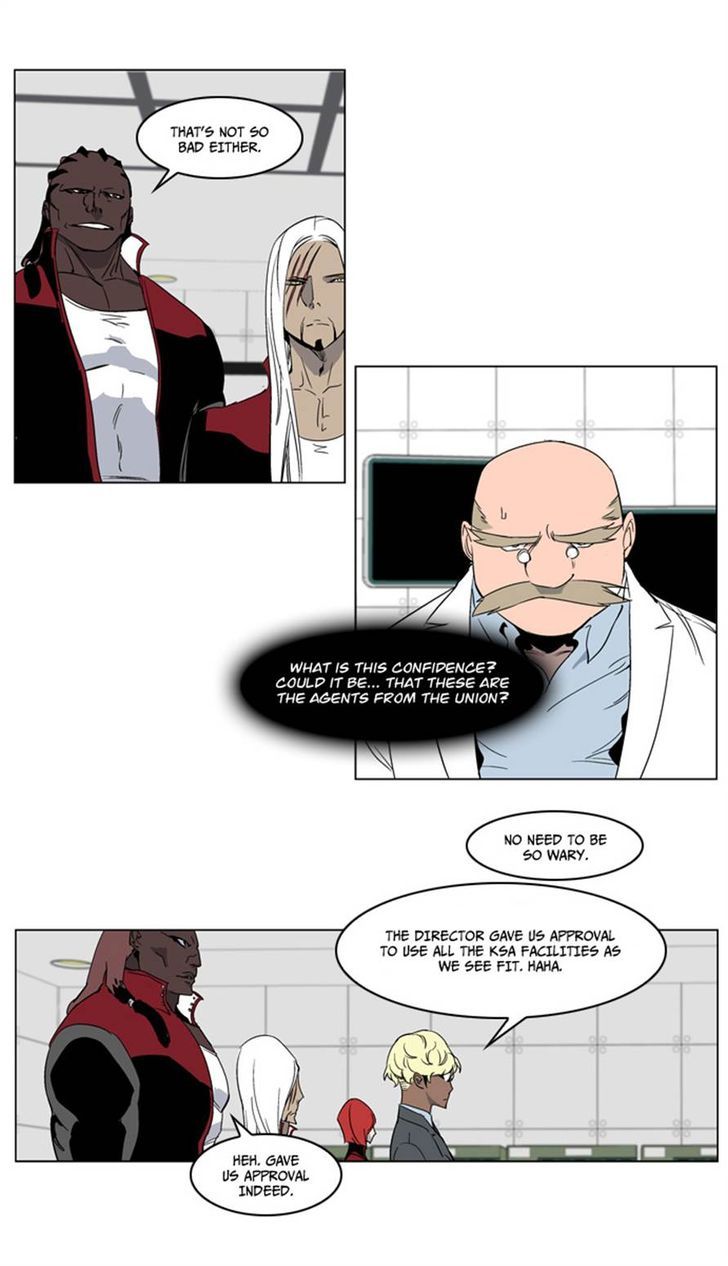 THAT'S NOT SO
BAD EITHER.
WHAT IS THIS CONFIDENCE?
COULD IT BE... THAT THESE ARE
THE AGENTS FROM THE UNION?
NO NEED TO BE
SO WARY.
THE DIRECTOR GAVE US APPROVAL
TO USE ALL THE KSA FACILITIES AS
WE SEE FIT. HAHA.
HEH. GAVE
US APPROVAL
INDEED.